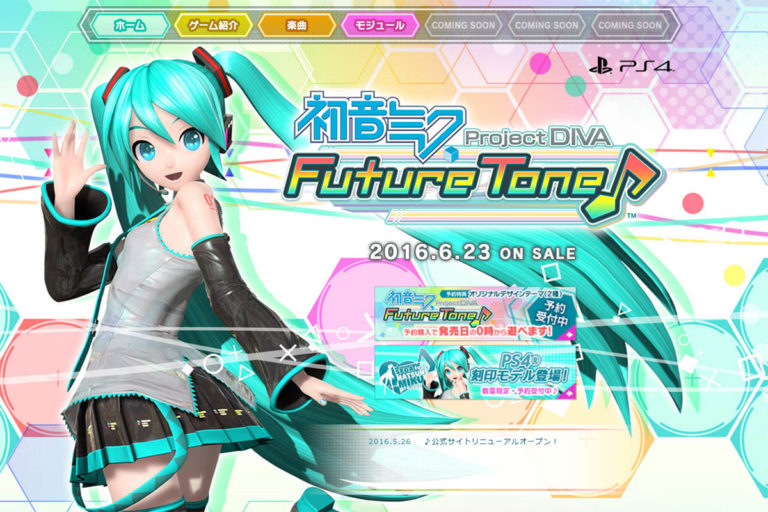 ホーム
ゲーム紹介
楽曲
モジュール
COMING SOON
COMING SOON
COMING SOON
PS4
初音ミク Project DIVA
Future Tone
TM
2016.6.23 ON SALE
予約特典 オリジナルデザインテーマ(2種)
初音ミク Project DIVA
Future Tone
予約受付中
予約購入で発売日の0時から遊べます!
PS4®
刻印モデル登場!
HATSUNE
MIKU
数量限定・予約受付中♪
2016.5.26 ♪公式サイトリニューアルオープン!